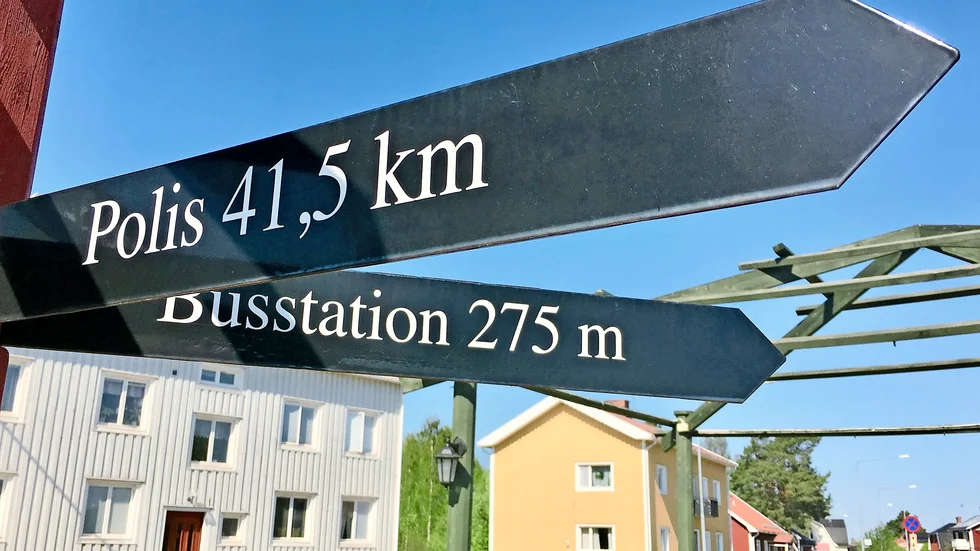 Polis 41,5 km
Busstation 275 m